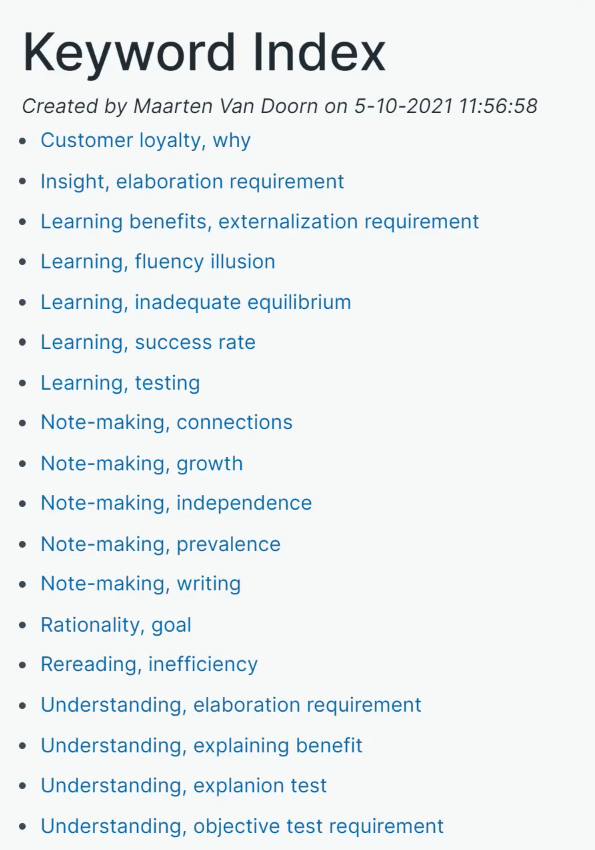 Keyword Index
Created by Maarten Van Doorn on 5-10-2021 11:56:58
• Customer loyalty, why
• Insight, elaboration requirement
• Learning benefits, externalization requirement
• Learning, fluency illusion
• Learning, inadequate equilibrium
• Learning, success rate
• Learning, testing
• Note-making, connections
• Note-making, growth
• Note-making, independence
• Note-making, prevalence
• Note-making, writing
• Rationality, goal
• Rereading, inefficiency
• Understanding, elaboration requirement
• Understanding, explaining benefit
• Understanding, explanion test
• Understanding, objective test requirement